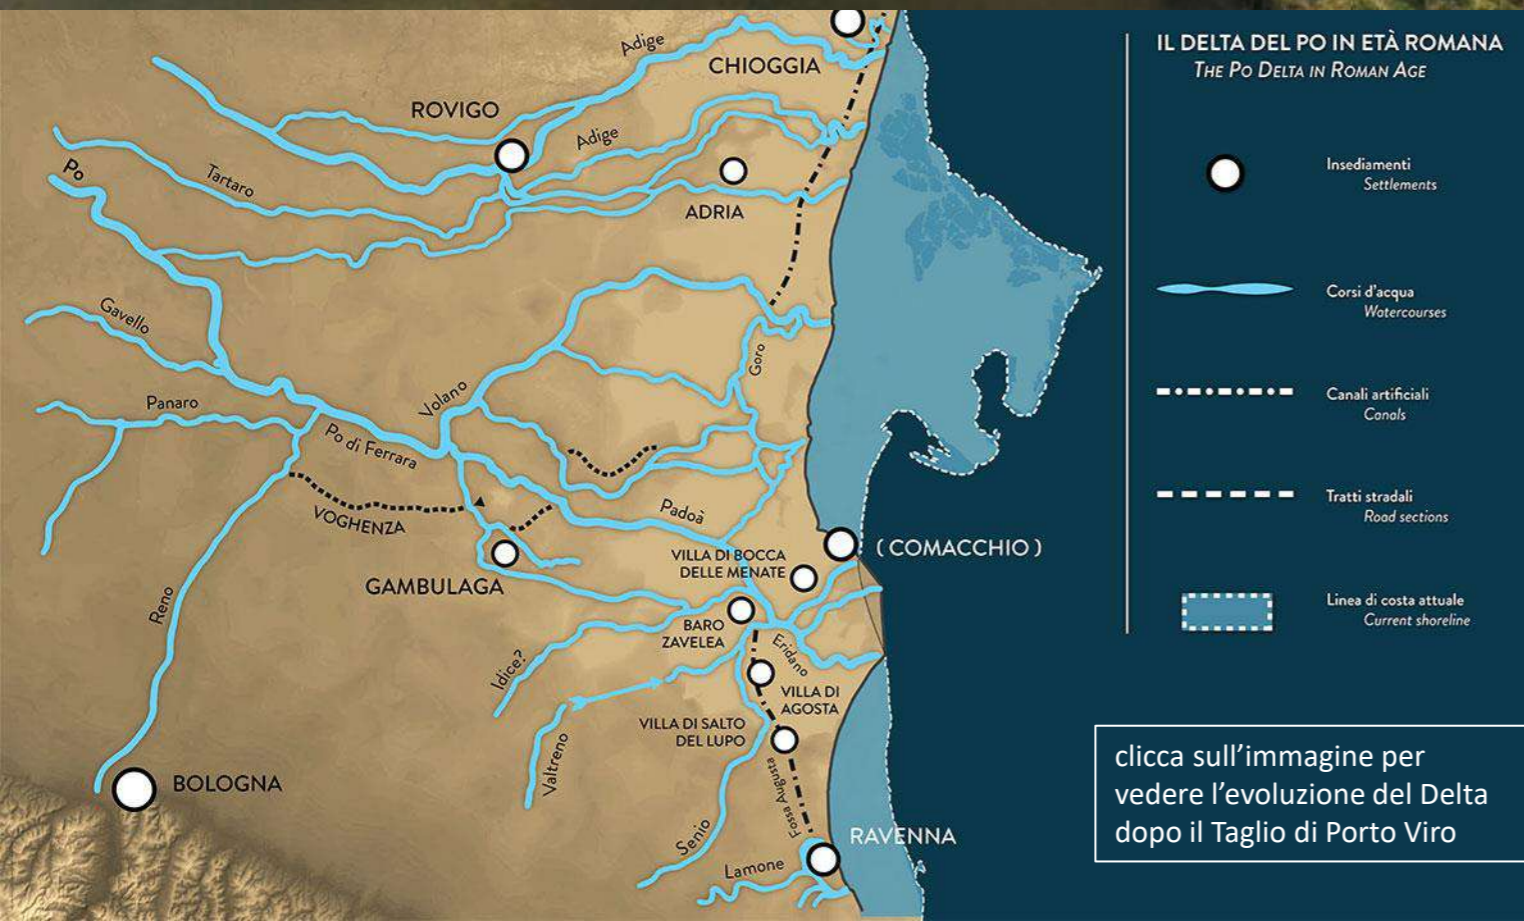 IL DELTA DEL PO IN ETÀ ROMANA
The Po Delta in Roman Age
Insediamenti
Settlements
Corsi d'acqua
Watercourses
Canali artificiali
Canals
Tratti stradali
Road sections
Linea di costa attuale
Current shoreline
Adige
CHIOGGIA
ROVIGO
Adige
Tartaro
Po
ADRIA
Gavello
Goro
Panaro
Volano
Po di Ferrara
VOGHENZA
Padoà
( COMACCHIO )
VILLA DI BOCCA
DELLE MENATE
GAMBULAGA
Reno
BARO
ZAVELEA
Eridano
Idice?
VILLA DI
AGOSTA
VILLA DI SALTO
DEL LUPO
Valtreno
Fossa Augusta
BOLOGNA
Senio
RAVENNA
Lamone
clicca sull'immagine per
vedere l'evoluzione del Delta
dopo il Taglio di Porto Viro